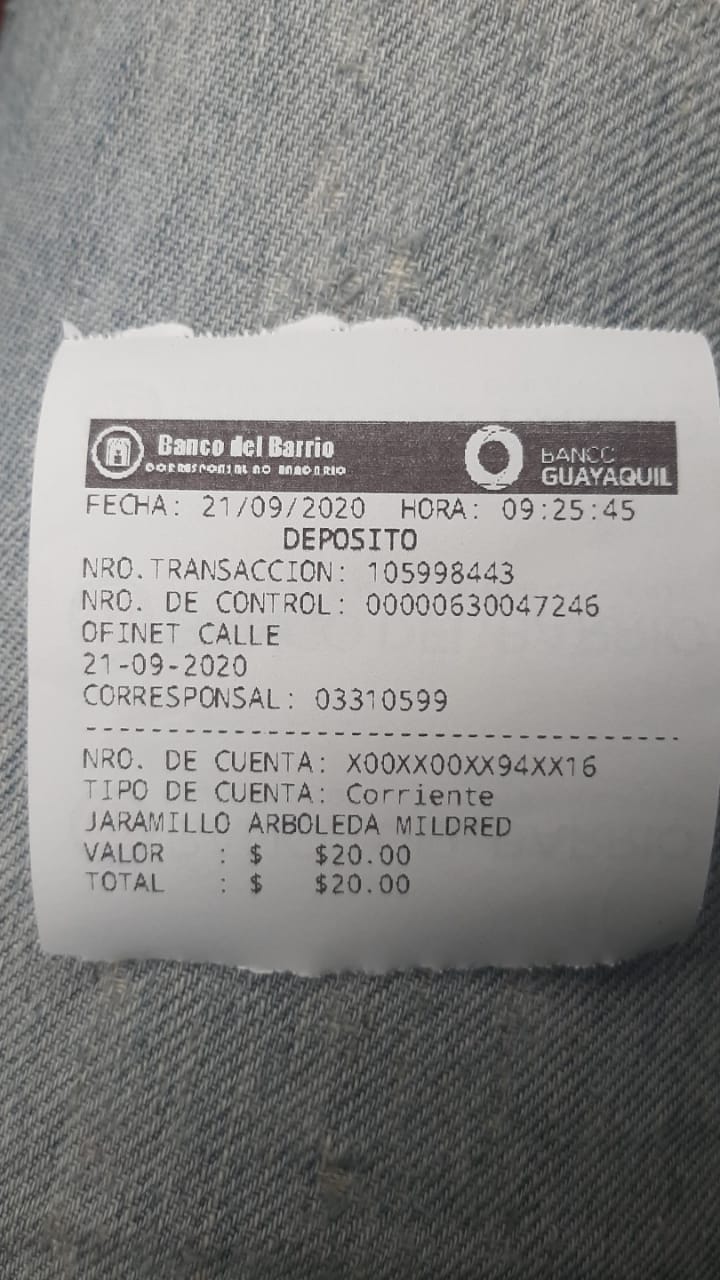 Banco del Barrio
CORRESPONSAL NO BANCARIO
BANCO
GUAYAQUIL
FECHA: 21/09/2020 HORA: 09:25:45
DEPOSITO
NRO.TRANSACCION: 105998443
NRO. DE CONTROL: 00000630047246
OFINET CALLE
21-09-2020
CORRESPONSAL: 03310599
NRO. DE CUENTA: X00XX00XX94XX16
TIPO DE CUENTA: Corriente
JARAMILLO ARBOLEDA MILDRED
VALOR : $ $20.00
TOTAL : $ $20.00